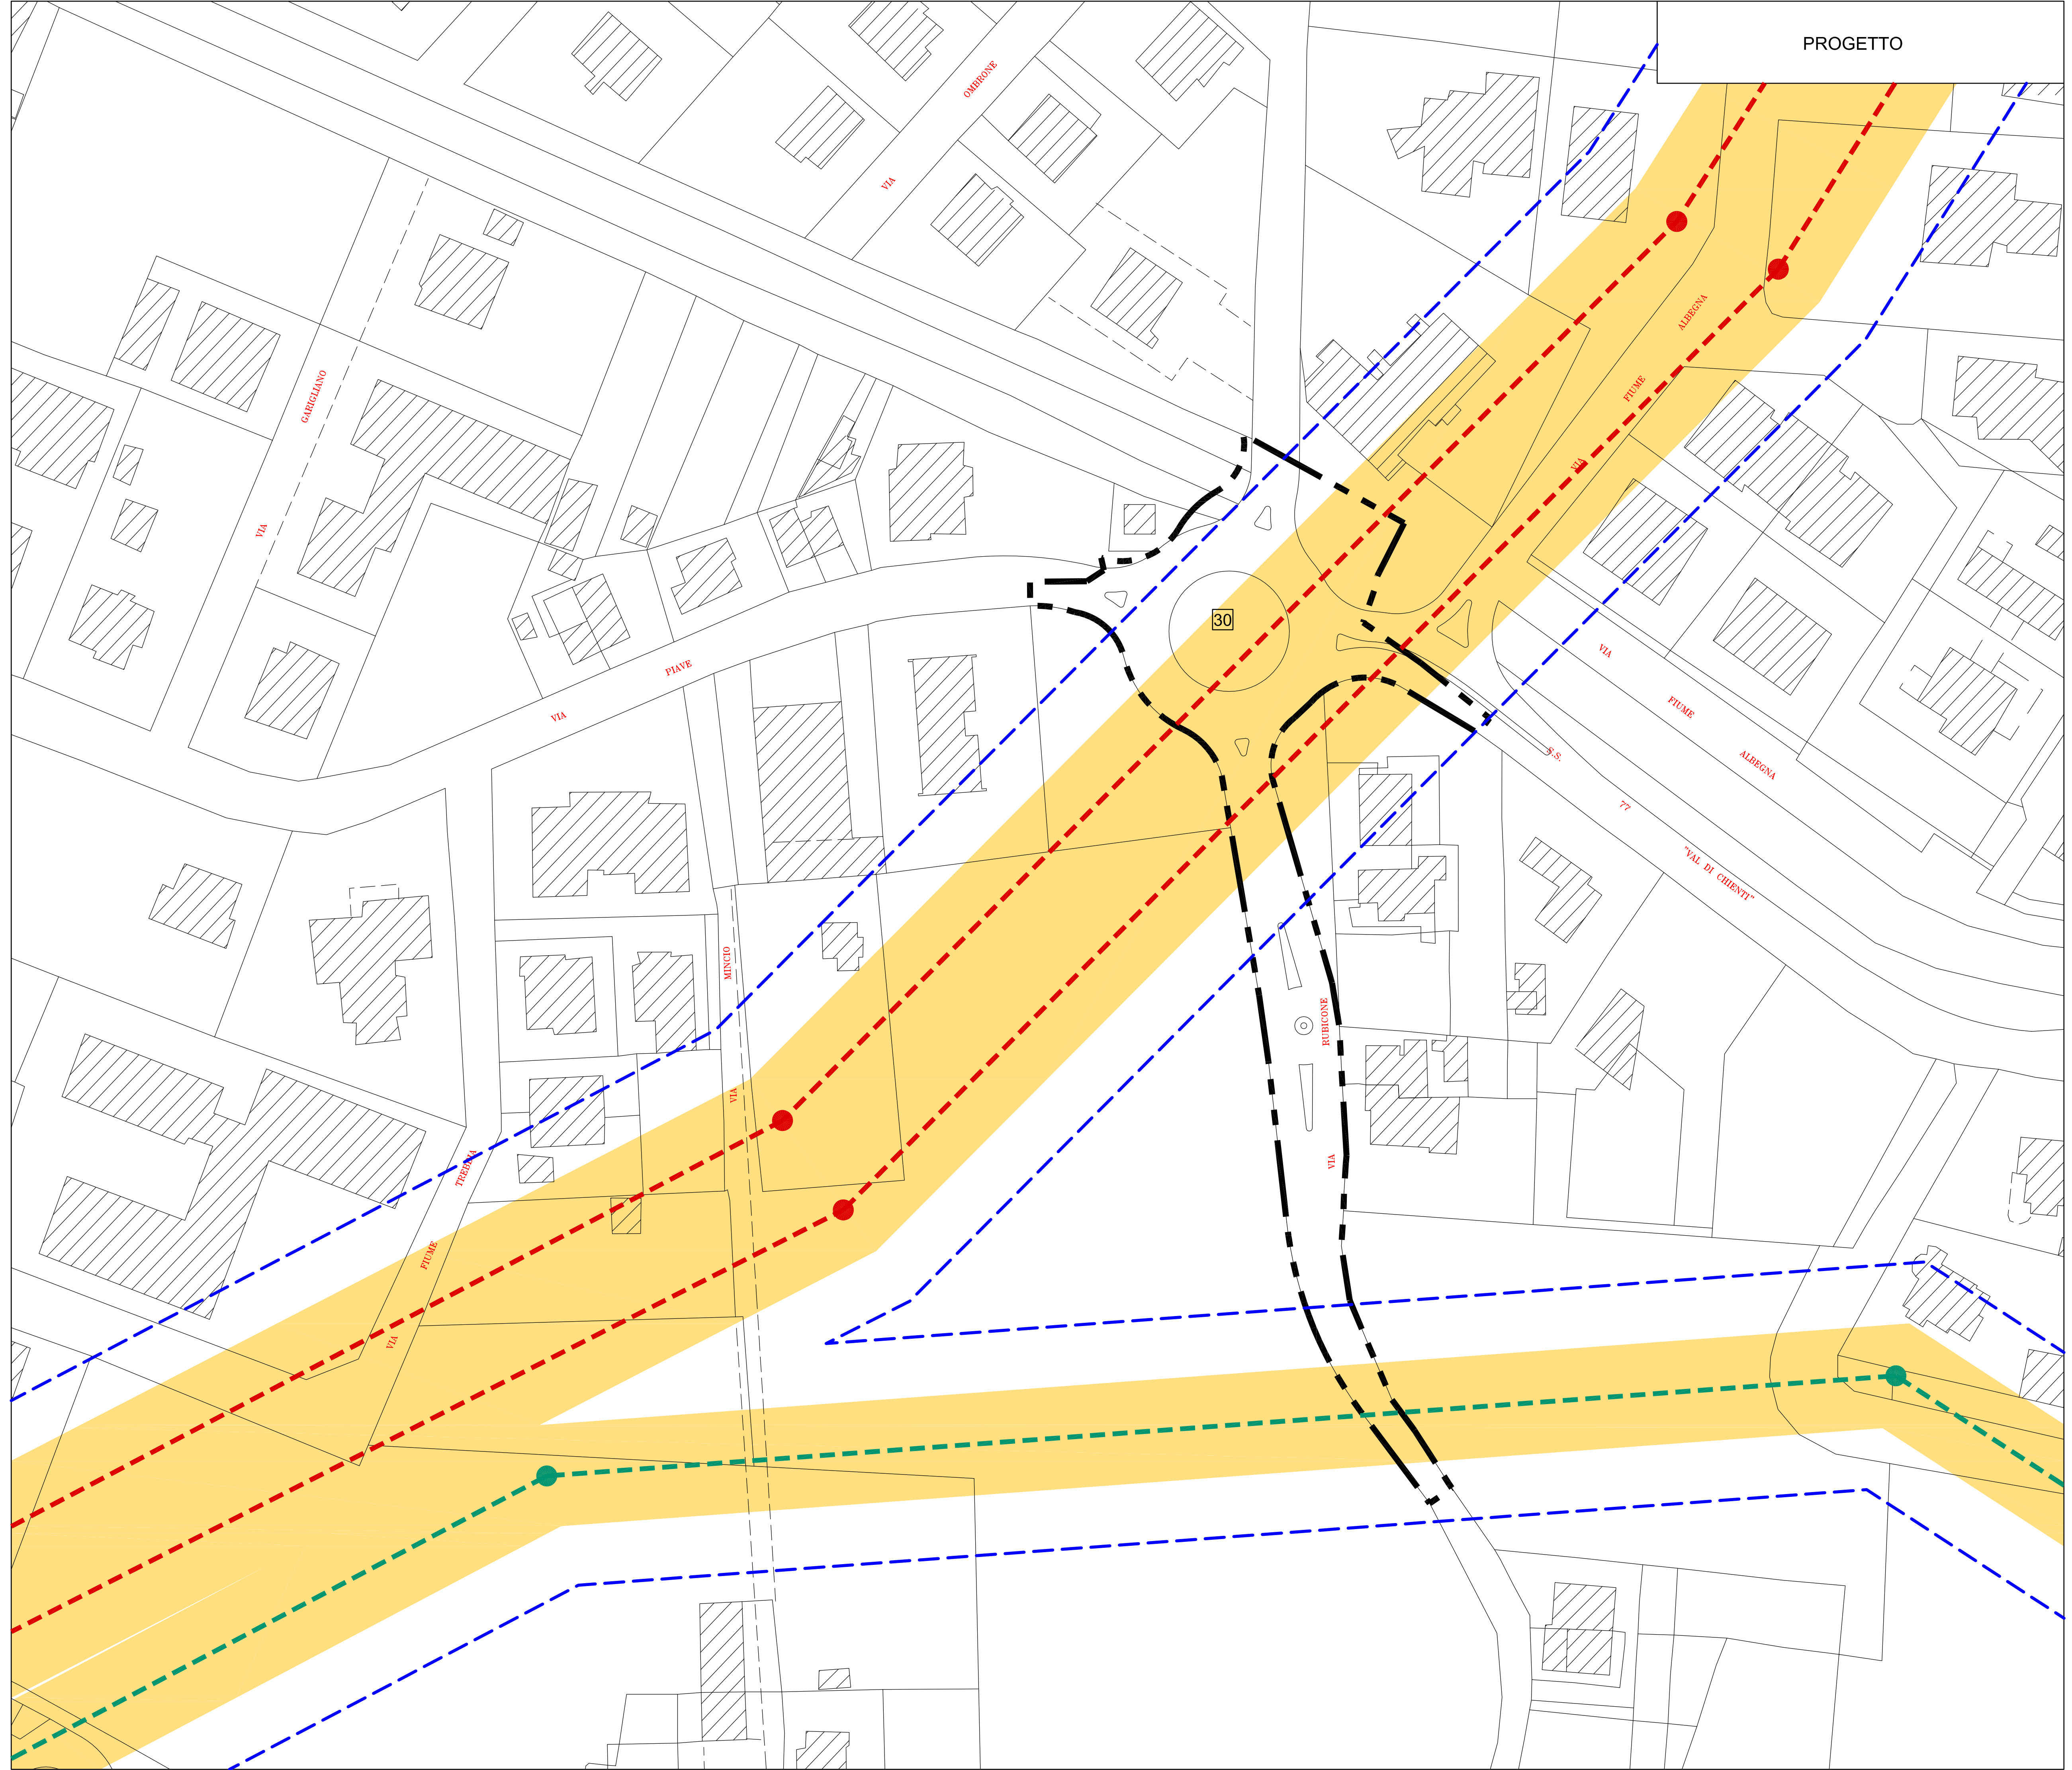 PROGETTO
OMBRONE
VIA
GARIGLIANO
VIA
ALBEGNA
FIUME
VIA
30
VIA
FIUME
ALBEGNA
PIAVE
VIA
S.S.
77
"VAL DI CHIENTI"
MINCIO
VIA
RUBICONE
VIA
TREBBIA
FIUME
VIA